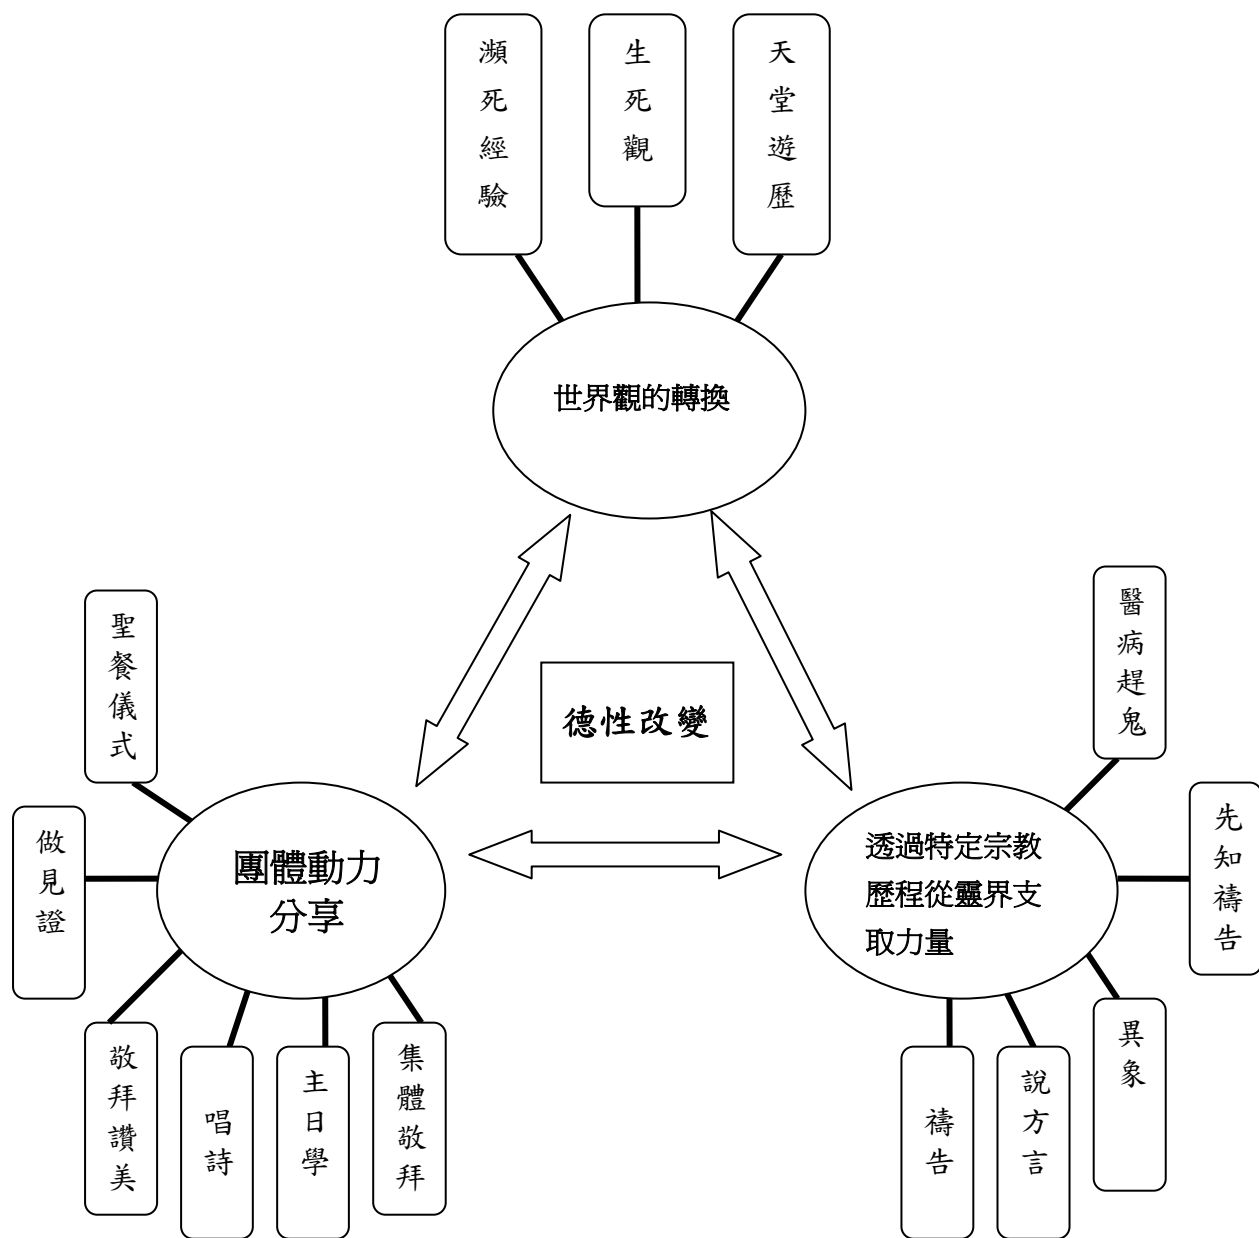 瀕死經驗
生死觀
天堂遊歷
世界觀的轉換
聖餐儀式
醫病趕鬼
德性改變
做見證
團體動力
分享
透過特定宗教
歷程從靈界支
取力量
先知禱告
敬拜讚美
唱詩
主日學
集體敬拜
禱告
說方言
異象